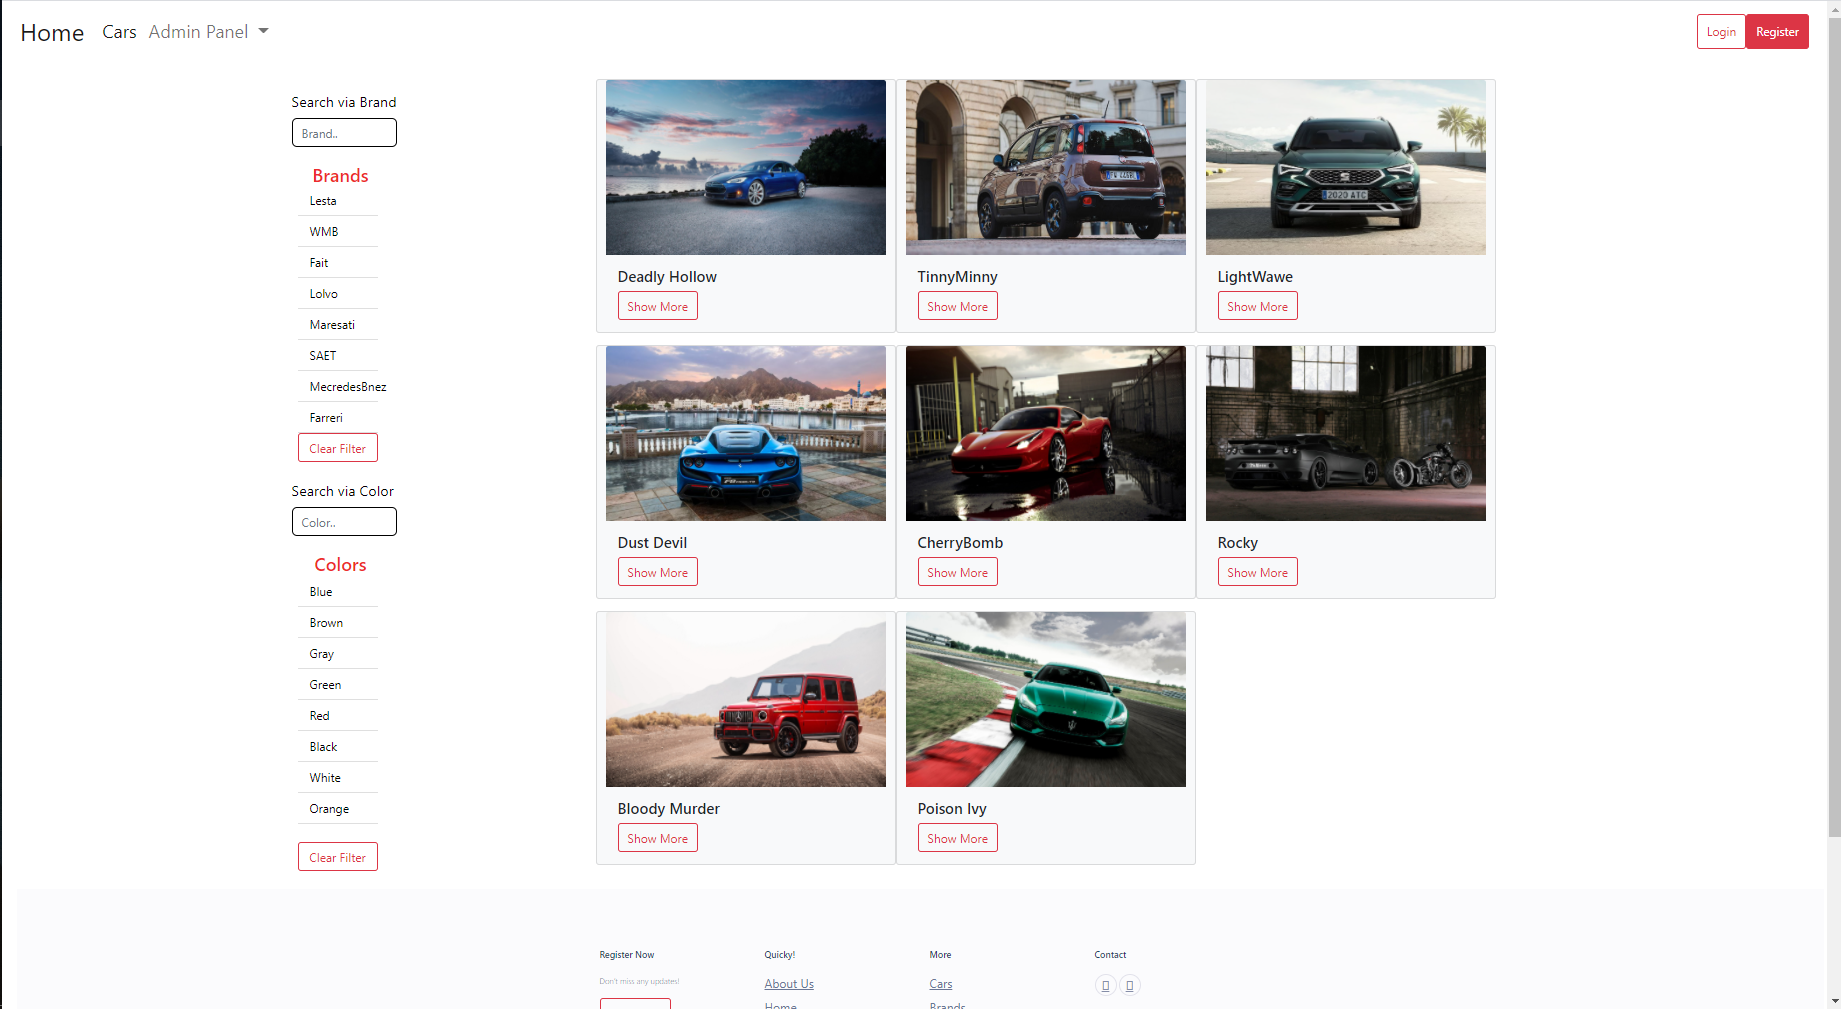 Home Cars Admin Panel Login Register
Search via Brand
Brand..
Brands
Lesta
WMB
Fait
Lolvo
Maresati
SAET
MecredesBnez
Farreri
Clear Filter
Search via Color
Color..
Colors
Blue
Brown
Gray
Green
Red
Black
White
Orange
Clear Filter
Deadly Hollow
Show More
TinnyMinny
Show More
2020 ATC
LightWawe
Show More
Dust Devil
Show More
CherryBomb
Show More
Rocky
Show More
Bloody Murder
Show More
Poison Ivy
Show More
Register Now
Don't miss any updates!
Quicky!
About Us
Home
More
Cars
Brands
Contact